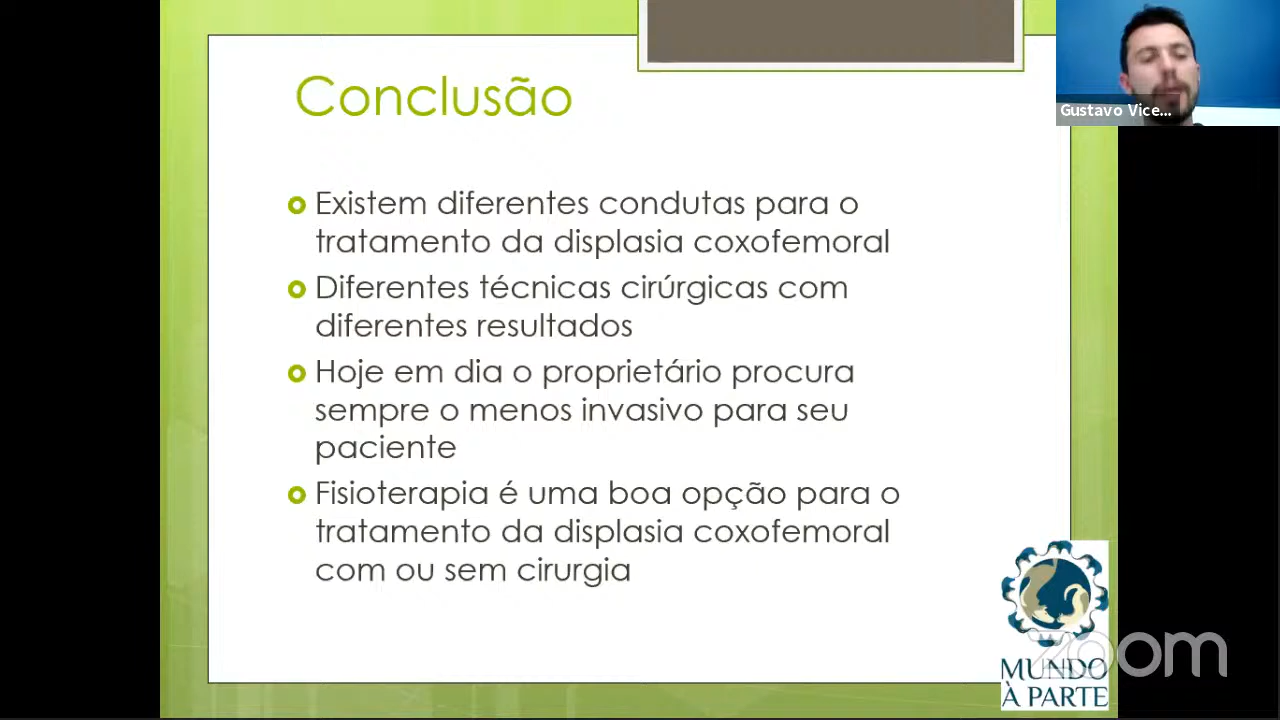 Conclusão
Existem diferentes condutas para o
tratamento da displasia coxofemoral
Diferentes técnicas cirúrgicas com
diferentes resultados
Hoje em dia o proprietário procura
sempre o menos invasivo para seu
paciente
Fisioterapia é uma boa opção para o
tratamento da displasia coxofemoral
com ou sem cirurgia
Gustavo Vice...
zoom
MUNDO
À PARTE